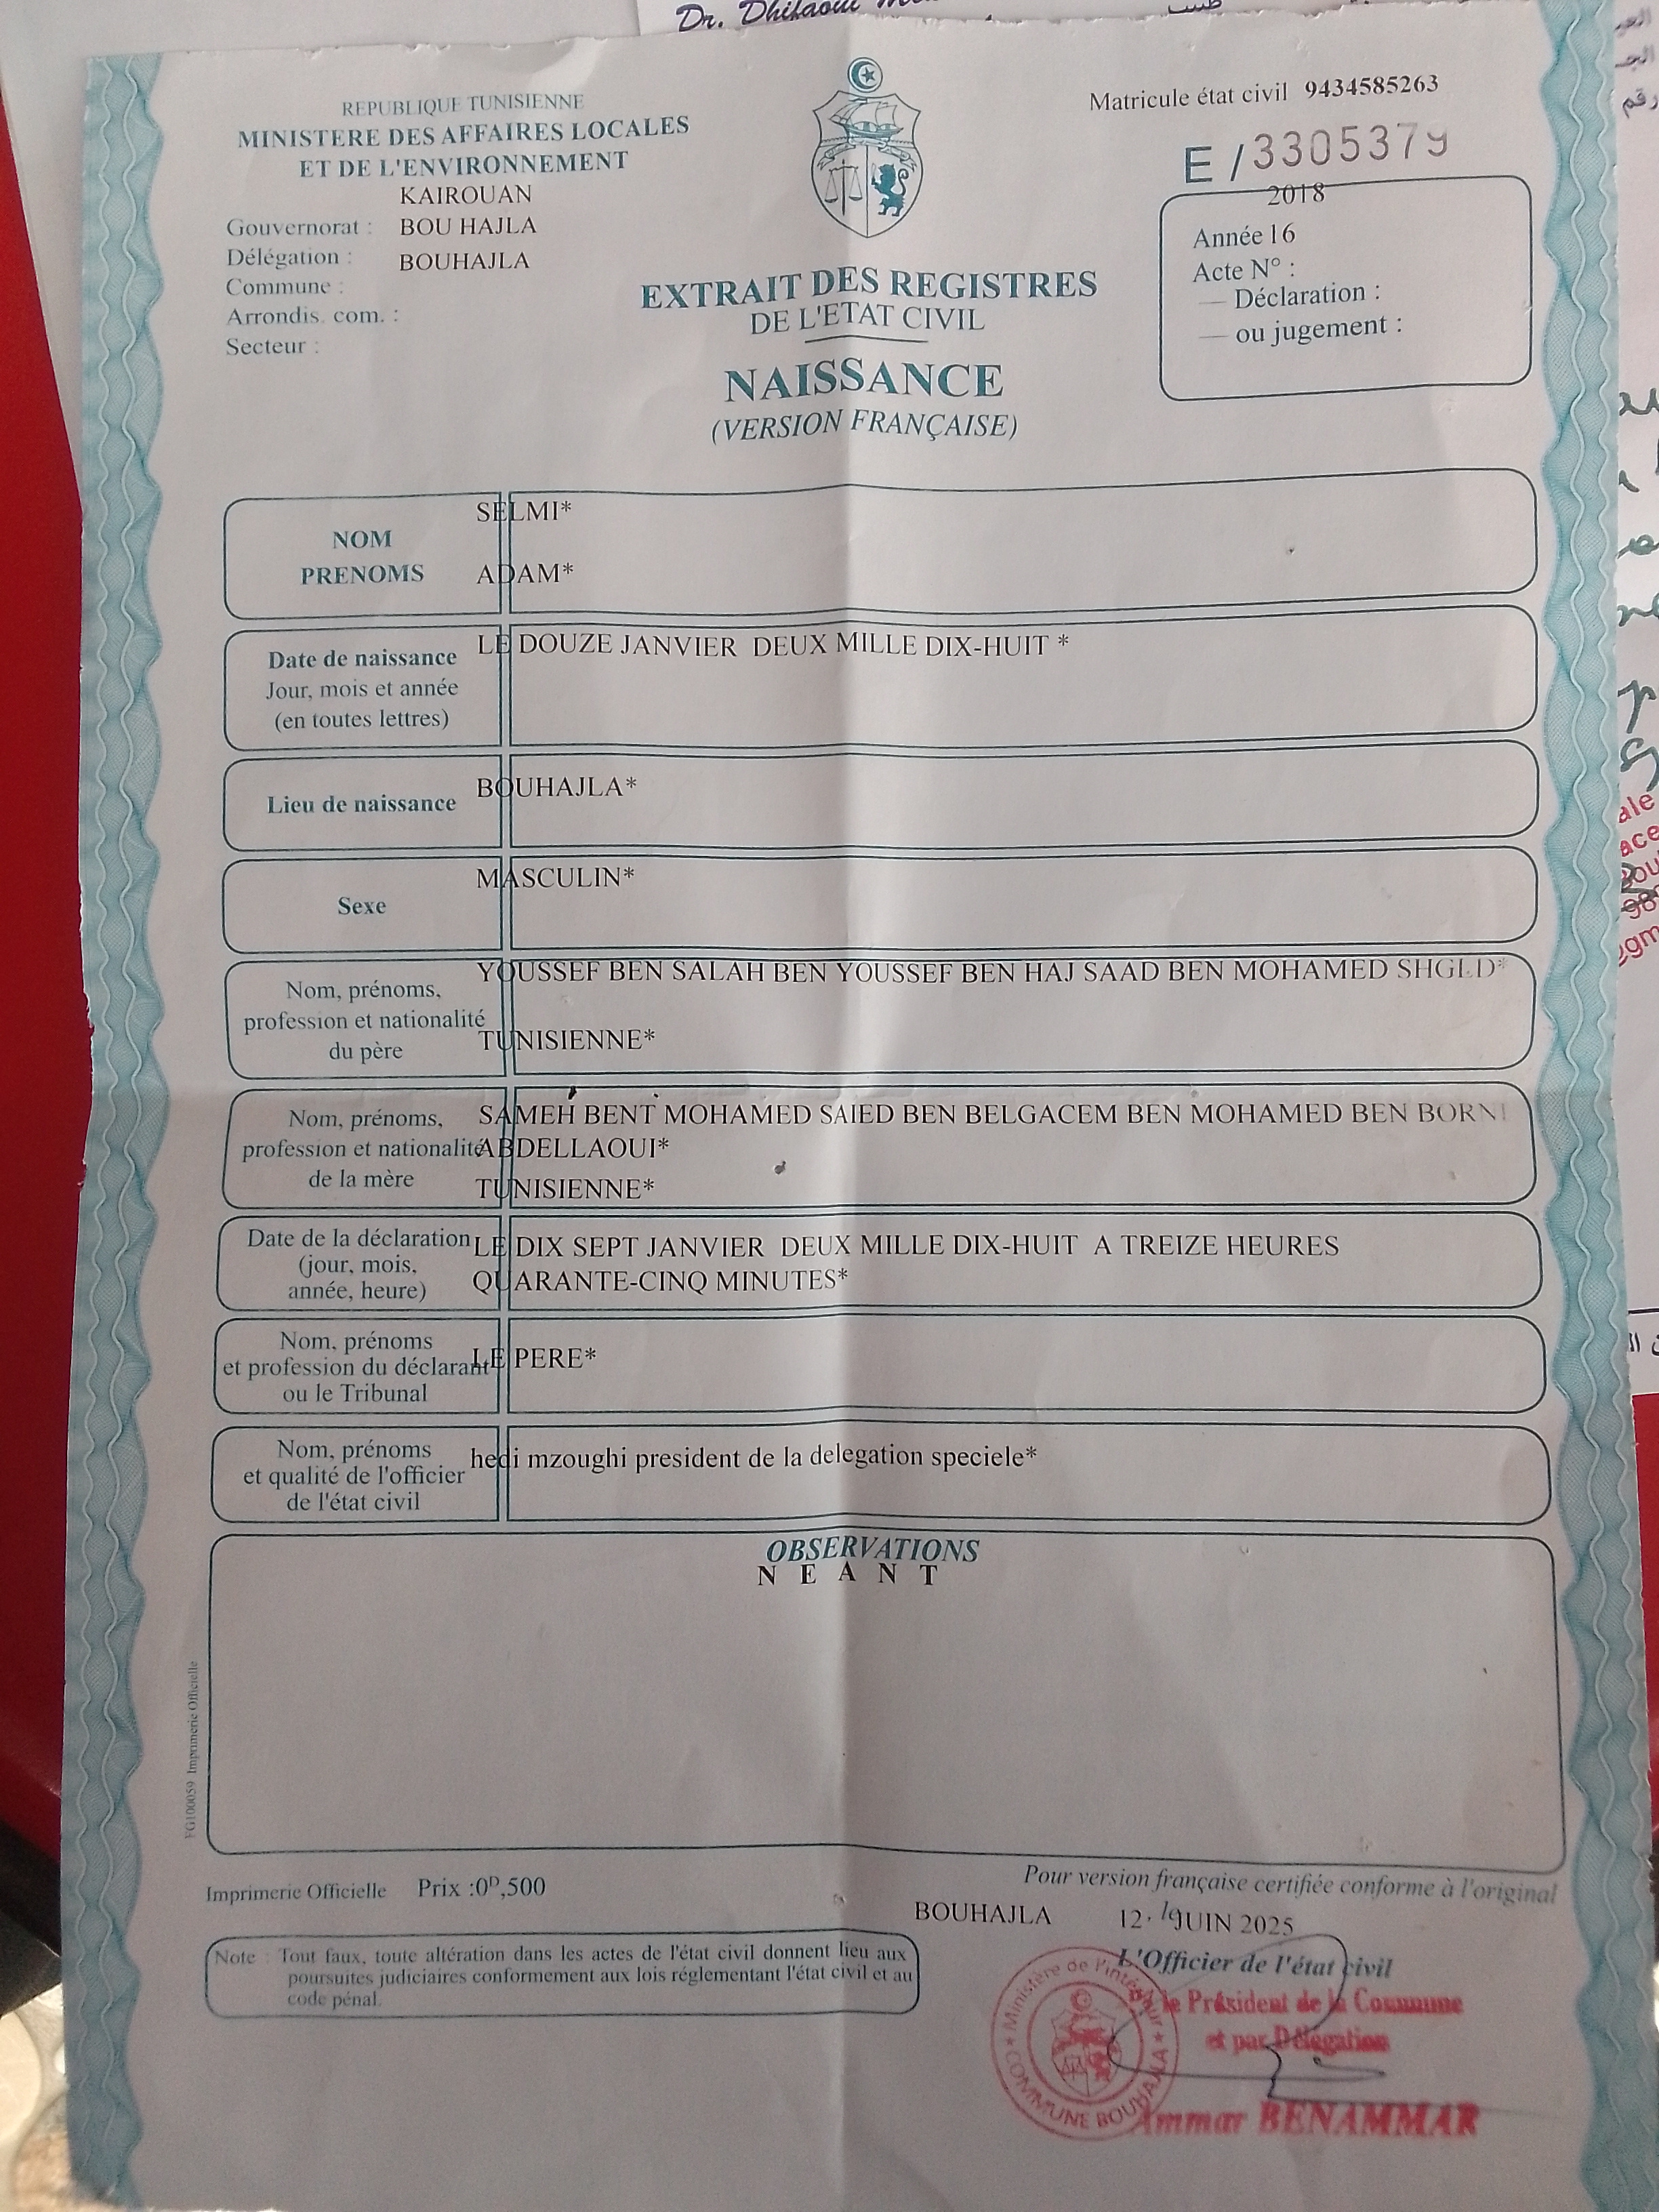 Dr. Dhifaoui
REPUBLIQUE TUNISIENNE
MINISTERE DES AFFAIRES LOCALES
ET DE L'ENVIRONNEMENT
KAIROUAN
Gouvernorat : BOU HAJLA
Délégation : BOUHAJLA
Commune :
Arrondis. com. :
Secteur :
Matricule état civil 9434585263
E / 3305379
2018
Année 16
Acte N° :
— Déclaration :
— ou jugement :
EXTRAIT DES REGISTRES
DE L'ETAT CIVIL
NAISSANCE
(VERSION FRANÇAISE)
NOM SELMI*
PRENOMS ADAM*
Date de naissance LE DOUZE JANVIER DEUX MILLE DIX-HUIT *
Jour, mois et année
(en toutes lettres)
Lieu de naissance BOUHAJLA*
Sexe MASCULIN*
YOUSSEF BEN SALAH BEN YOUSSEF BEN HAJ SAAD BEN MOHAMED SHGLD*
Nom, prénoms,
profession et nationalité
du père
TUNISIENNE*
Nom, prénoms, SAMEH BENT MOHAMED SAIED BEN BELGACEM BEN MOHAMED BEN BORNI
profession et nationalité ABDELLAOUI*
de la mère TUNISIENNE*
Date de la déclaration LE DIX SEPT JANVIER DEUX MILLE DIX-HUIT A TREIZE HEURES
(jour, mois,
année, heure) QUARANTE-CINQ MINUTES*
Nom, prénoms
et profession du déclarant LE PERE*
ou le Tribunal
Nom, prénoms hedi mzoughi president de la delegation speciele*
et qualité de l'officier
de l'état civil
OBSERVATIONS
N E A N T
FG100059 Imprimerie Officielle
Imprimerie Officielle Prix :0ᴰ,500
Pour version française certifiée conforme à l'original
BOUHAJLA 12. le JUIN 2025
Note : Tout faux, toute altération dans les actes de l'état civil donnent lieu aux
poursuites judiciaires conformement aux lois réglementant l'état civil et au
code pénal.
L'Officier de l'état civil
le Président de la Commune
et par Délégation
Ammar BENAMMAR
Ministère de l'intérieur * COMMUNE BOUHAJLA *